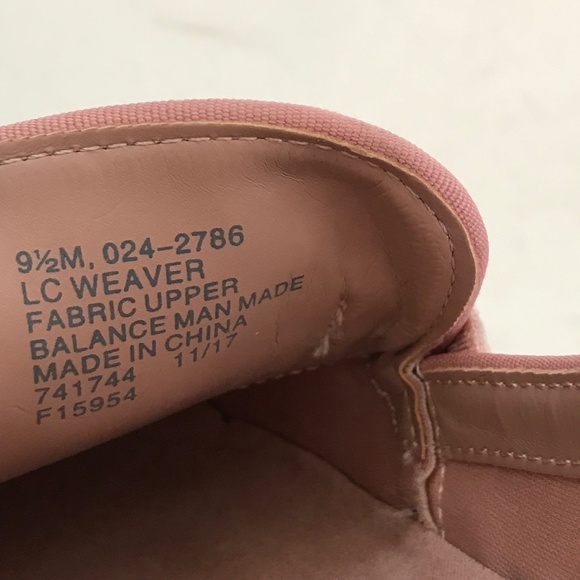 9½M, 024-2786
LC WEAVER
FABRIC UPPER
BALANCE MAN MADE
MADE IN CHINA
741744 11/17
F15954